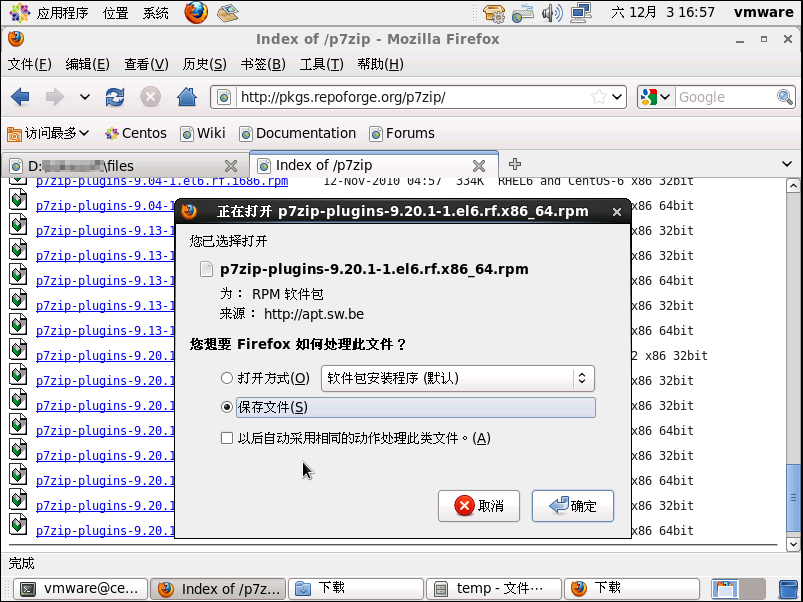 应用程序 位置 系统 六 12月 3 16:57 vmware
Index of /p7zip - Mozilla Firefox
文件(F) 编辑(E) 查看(V) 历史(S) 书签(B) 工具(T) 帮助(H)
http://pkgs.repoforge.org/p7zip/ Google
访问最多 Centos Wiki Documentation Forums
D: \files Index of /p7zip
p7zip-plugins-9.04-1.el6.rf.i686.rpm 12-Nov-2010 04:57 334K RHEL6 and CentOS-6 x86 32bit
p7zip-plugins-9.04-1 x86 64bit
p7zip-plugins-9.13-1 x86 32bit
p7zip-plugins-9.13-1 x86 64bit
p7zip-plugins-9.13-1 x86 64bit
p7zip-plugins-9.13-1 x86 32bit
p7zip-plugins-9.13-1 x86 64bit
p7zip-plugins-9.20.1 2 x86 32bit
p7zip-plugins-9.20.1 x86 32bit
p7zip-plugins-9.20.1 x86 32bit
p7zip-plugins-9.20.1 x86 64bit
p7zip-plugins-9.20.1 x86 64bit
p7zip-plugins-9.20.1 x86 64bit
p7zip-plugins-9.20.1 x86 32bit
p7zip-plugins-9.20.1 x86 64bit
正在打开 p7zip-plugins-9.20.1-1.el6.rf.x86_64.rpm
您已选择打开
p7zip-plugins-9.20.1-1.el6.rf.x86_64.rpm
为： RPM 软件包
来源： http://apt.sw.be
您想要 Firefox 如何处理此文件？
打开方式(O) 软件包安装程序 (默认)
保存文件(S)
以后自动采用相同的动作处理此类文件。(A)
取消 确定
完成
vmware@ce... Index of /p7z... 下载 temp - 文件··· 下载